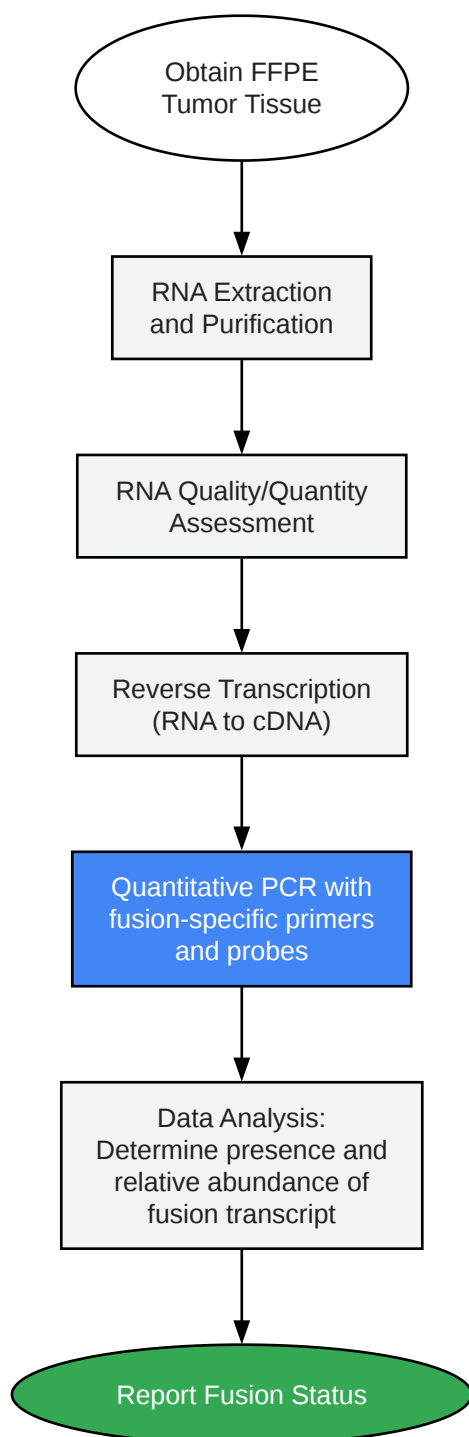 Obtain FFPE
Tumor Tissue
RNA Extraction
and Purification
RNA Quality/Quantity
Assessment
Reverse Transcription
(RNA to cDNA)
Quantitative PCR with
fusion-specific primers
and probes
Data Analysis:
Determine presence and
relative abundance of
fusion transcript
Report Fusion Status